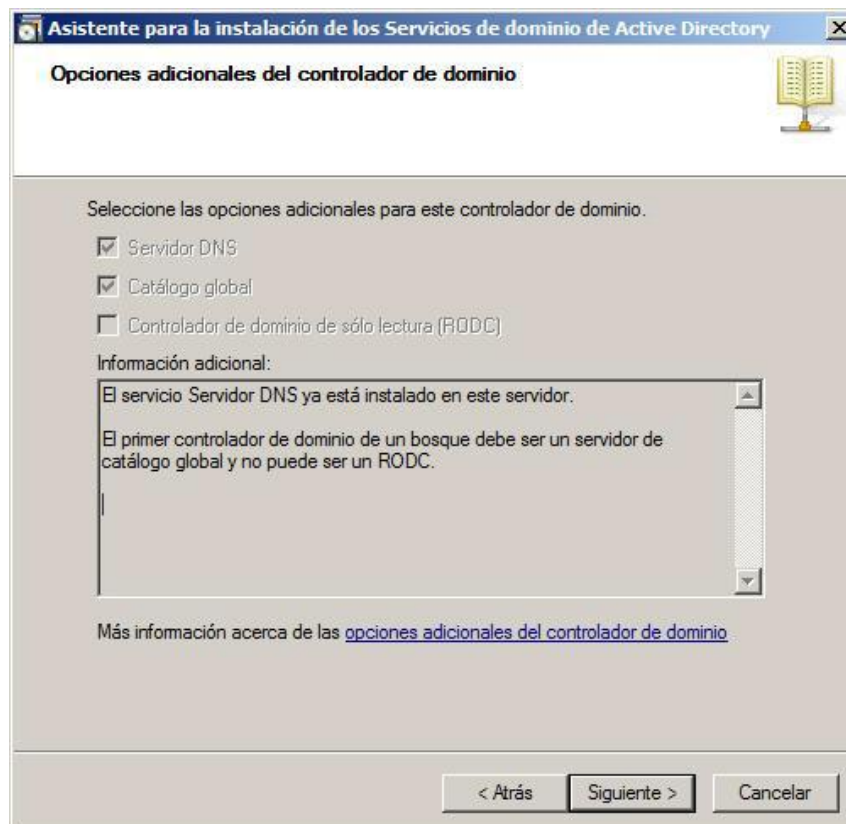 Asistente para la instalación de los Servicios de dominio de Active Directory
Opciones adicionales del controlador de dominio
Seleccione las opciones adicionales para este controlador de dominio.
Servidor DNS
Catálogo global
Controlador de dominio de sólo lectura (RODC)
Información adicional:
El servicio Servidor DNS ya está instalado en este servidor.
El primer controlador de dominio de un bosque debe ser un servidor de
catálogo global y no puede ser un RODC.
Más información acerca de las opciones adicionales del controlador de dominio
< Atrás
Siguiente >
Cancelar